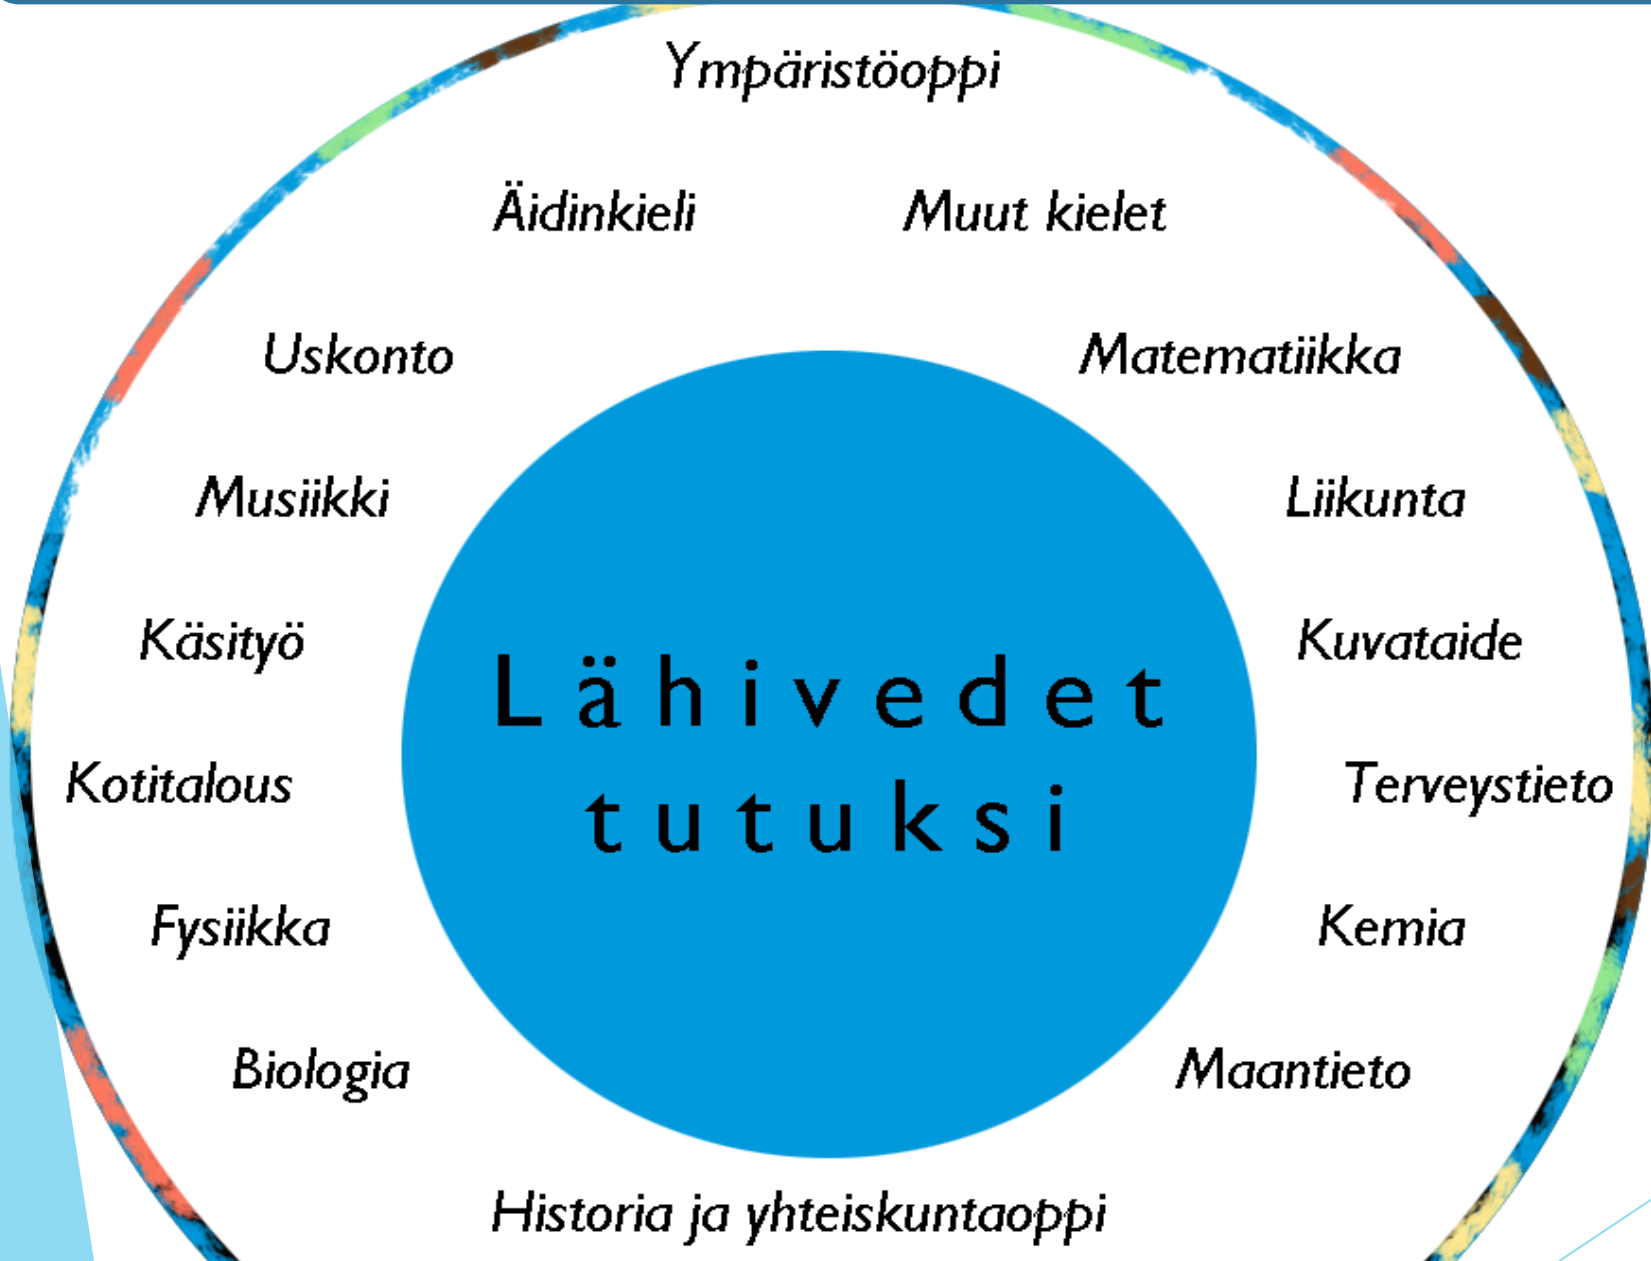 Ympäristöoppi
Äidinkieli Muut kielet
Uskonto Matematiikka
Musiikki Liikunta
Käsityö Kuvataide
Lähivedet
tutuksi
Kotitalous Terveystieto
Fysiikka Kemia
Biologia Maantieto
Historia ja yhteiskuntaoppi